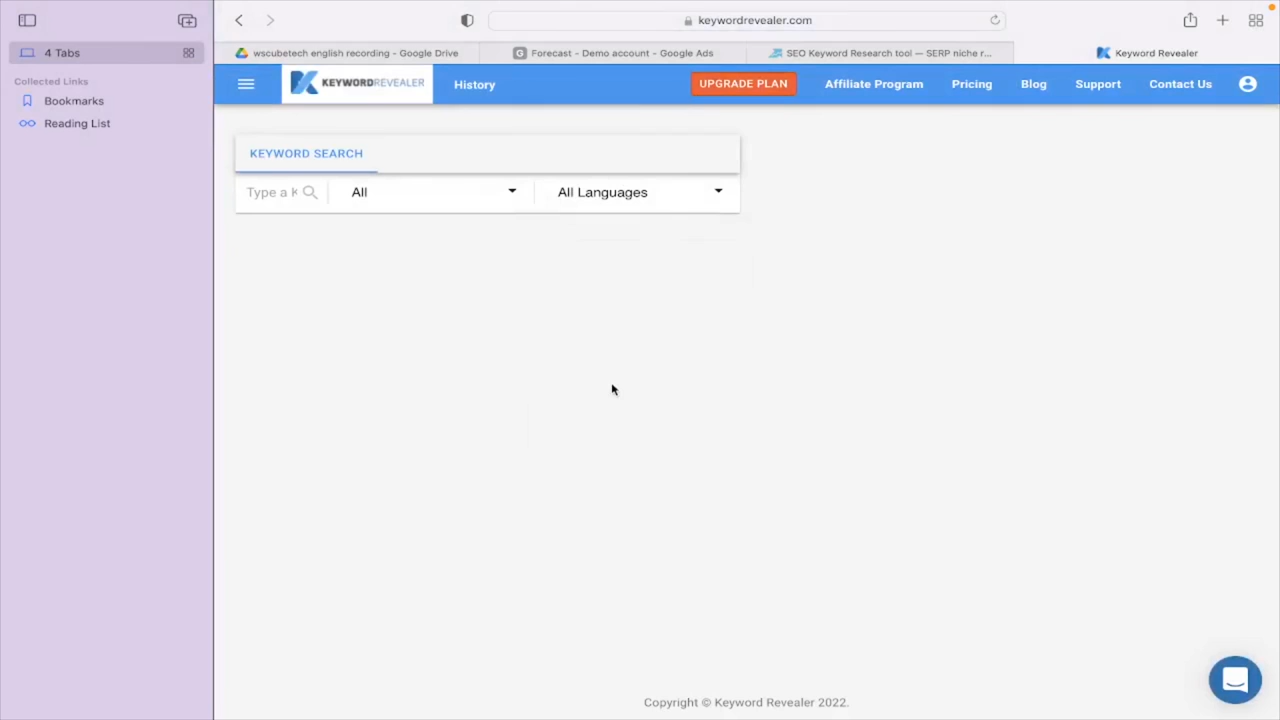 4 Tabs
Collected Links
Bookmarks
Reading List
keywordrevealer.com
wscubetech english recording - Google Drive
Forecast - Demo account - Google Ads
SEO Keyword Research tool — SERP niche r...
Keyword Revealer
KEYWORDREVEALER
History
UPGRADE PLAN
Affiliate Program
Pricing
Blog
Support
Contact Us
KEYWORD SEARCH
Type a K
All
All Languages
Copyright © Keyword Revealer 2022.